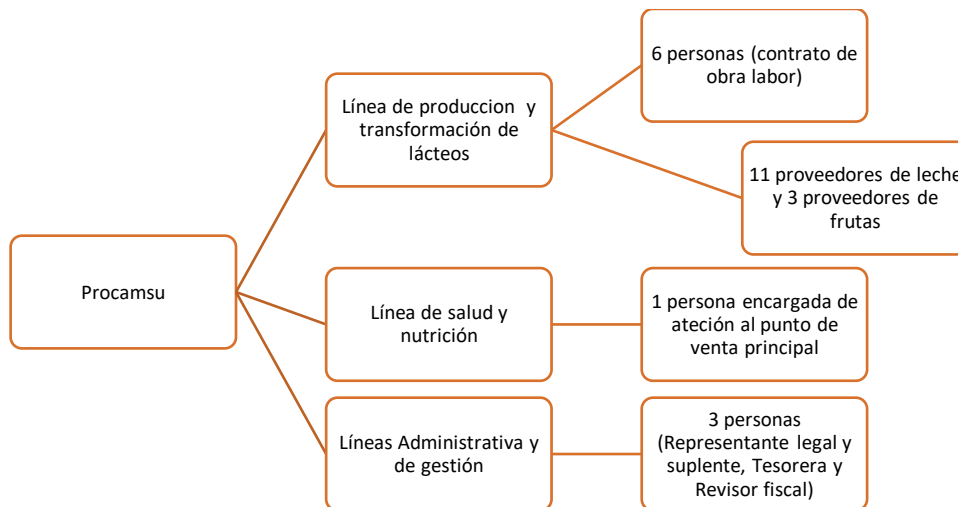 Procamsu
Línea de produccion y
transformación de
lácteos
6 personas (contrato de
obra labor)
11 proveedores de leche
y 3 proveedores de
frutas
Línea de salud y
nutrición
1 persona encargada de
ateción al punto de
venta principal
Líneas Administrativa y
de gestión
3 personas
(Representante legal y
suplente, Tesorera y
Revisor fiscal)